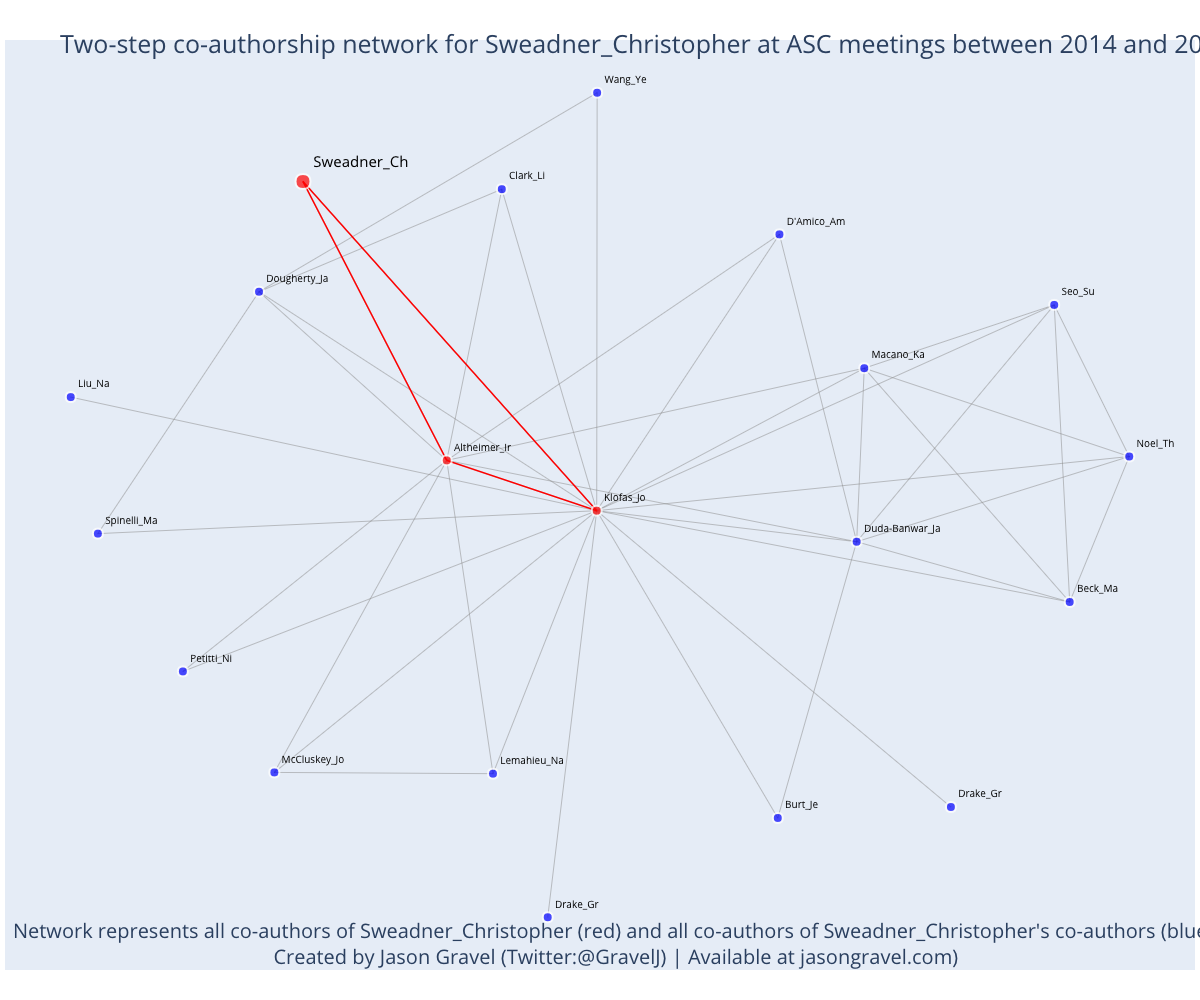 Two-step co-authorship network for Sweadner_Christopher at ASC meetings between 2014 and 20
Wang_Ye
Sweadner_Ch
Clark_Li
D'Amico_Am
Dougherty_Ja
Seo_Su
Macano_Ka
Liu_Na
Noel_Th
Altheimer_Ir
Klofas_Jo
Spinelli_Ma
Duda-Banwar_Ja
Beck_Ma
Petitti_Ni
McCluskey_Jo
Lemahieu_Na
Drake_Gr
Burt_Je
Drake_Gr
Network represents all co-authors of Sweadner_Christopher (red) and all co-authors of Sweadner_Christopher's co-authors (blue
Created by Jason Gravel (Twitter:@GravelJ) | Available at jasongravel.com)